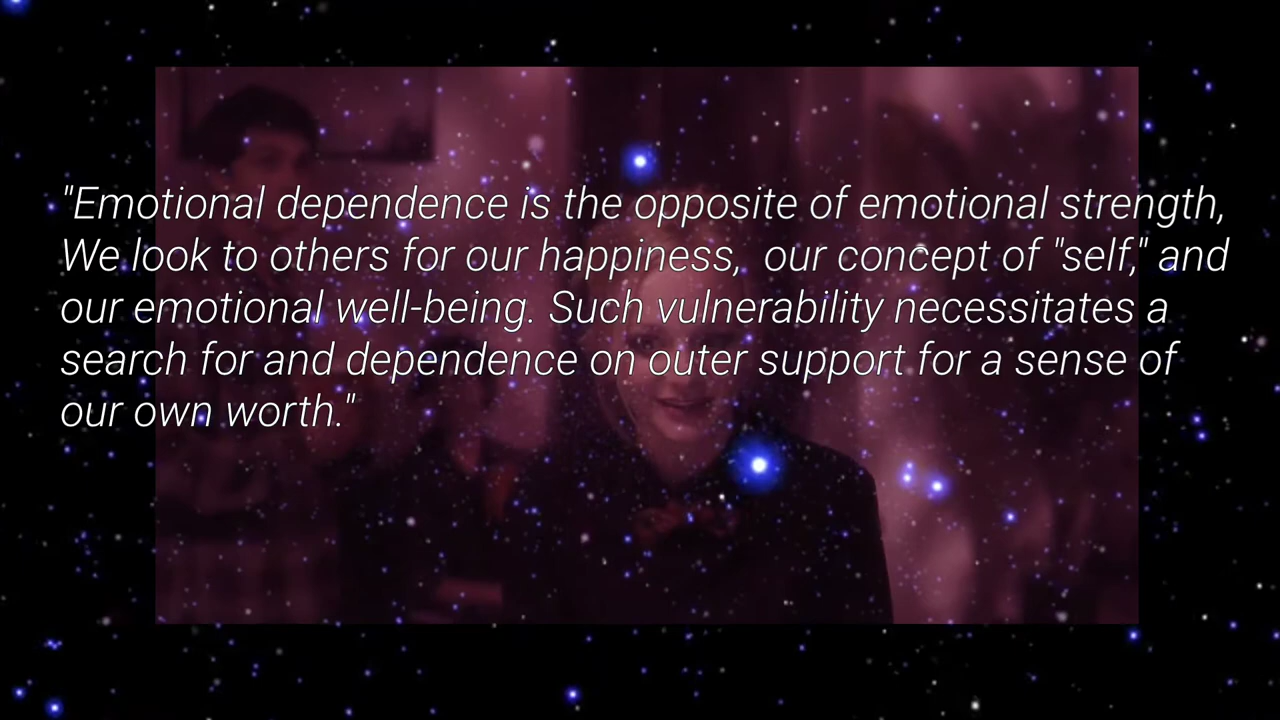 "Emotional dependence is the opposite of emotional strength,
We look to others for our happiness,  our concept of "self," and
our emotional well-being. Such vulnerability necessitates a
search for and dependence on outer support for a sense of
our own worth."